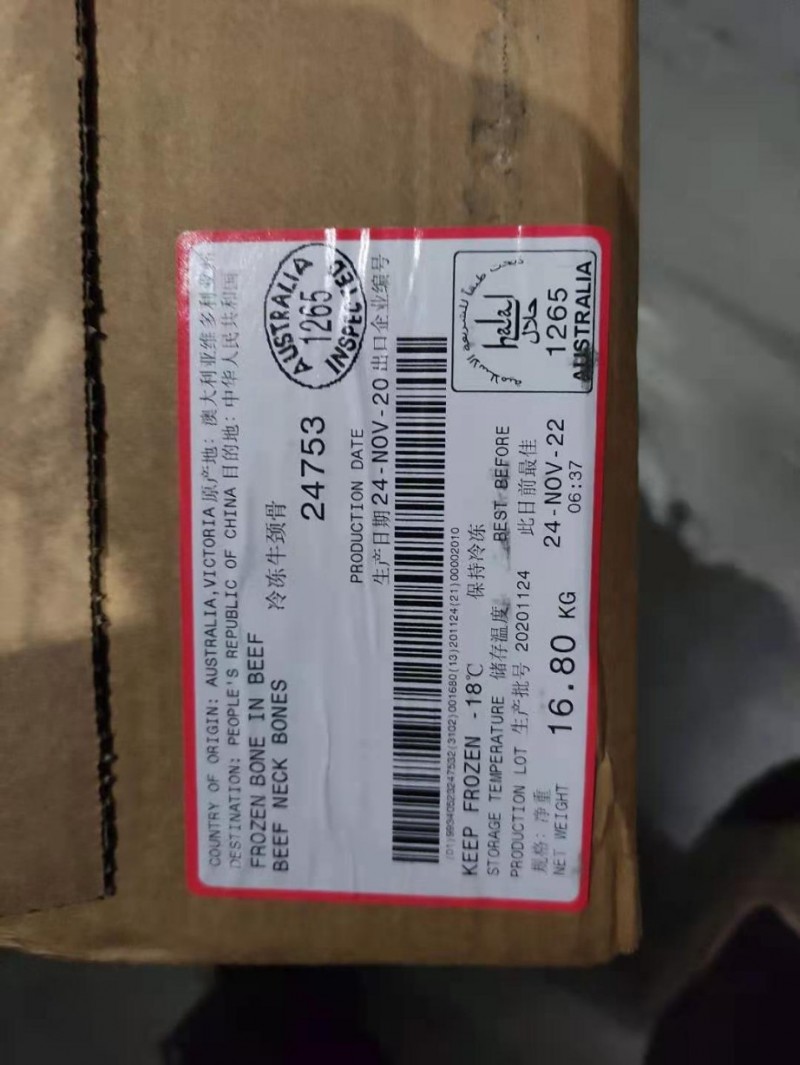 COUNTRY OF ORIGIN: AUSTRALIA,VICTORIA 原产地: 澳大利亚维多利亚州
DESTINATION: PEOPLE'S REPUBLIC OF CHINA 目的地: 中华人民共和国
FROZEN BONE IN BEEF
BEEF NECK BONES 冷冻牛颈骨
24753
AUSTRALIA
1265
INSPECTED
PRODUCTION DATE
生产日期 24-NOV-20 出口企业编号
(21)00002010
KEEP FROZEN -18℃ 保持冷冻
STORAGE TEMPERATURE 储存温度
PRODUCTION LOT 生产批号 20201124
规格: 净重
NET WEIGHT 16.80 KG
BEST BEFORE
此日前最佳
24-NOV-22
06:37
halal
حلال
1265
AUSTRALIA